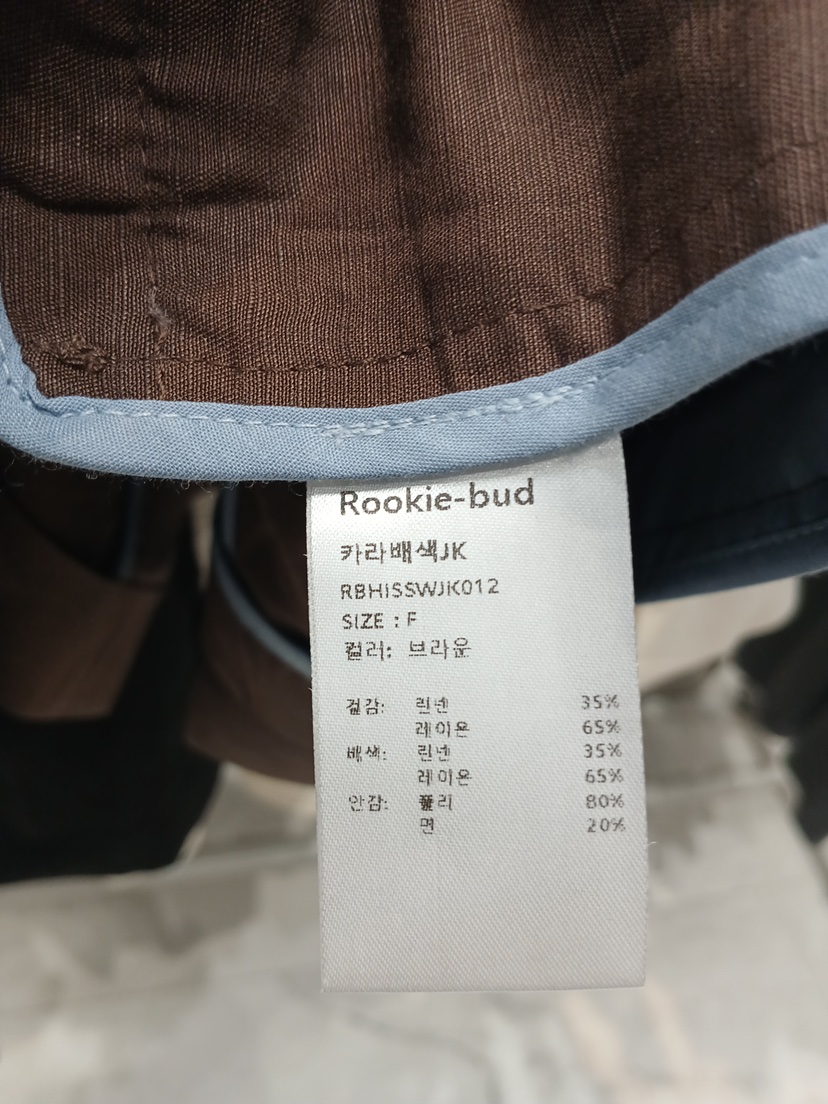 Rookie-bud
카라배색JK
RBHISSWJK012
SIZE : F
컬러: 브라운
겉감: 린넨 35%
레이온 65%
배색: 린넨 35%
레이온 65%
안감: 폴리 80%
면 20%